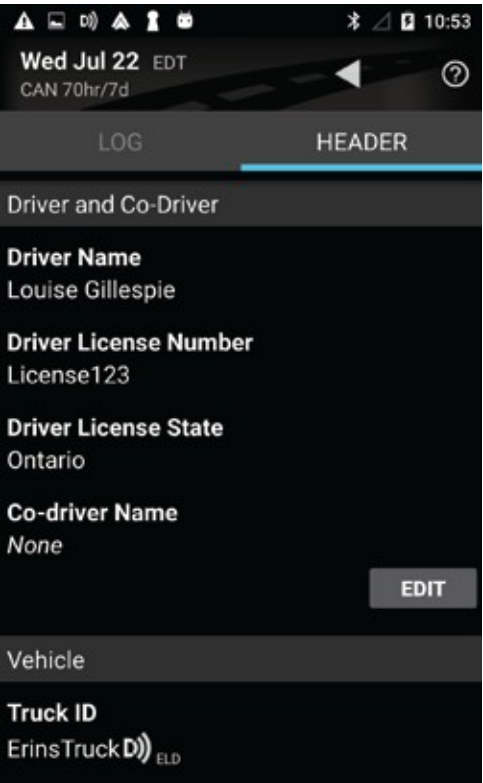 10:53
Wed Jul 22 EDT
CAN 70hr/7d
LOG HEADER
Driver and Co-Driver
Driver Name
Louise Gillespie
Driver License Number
License123
Driver License State
Ontario
Co-driver Name
None
EDIT
Vehicle
Truck ID
ErinsTruck D)) ELD